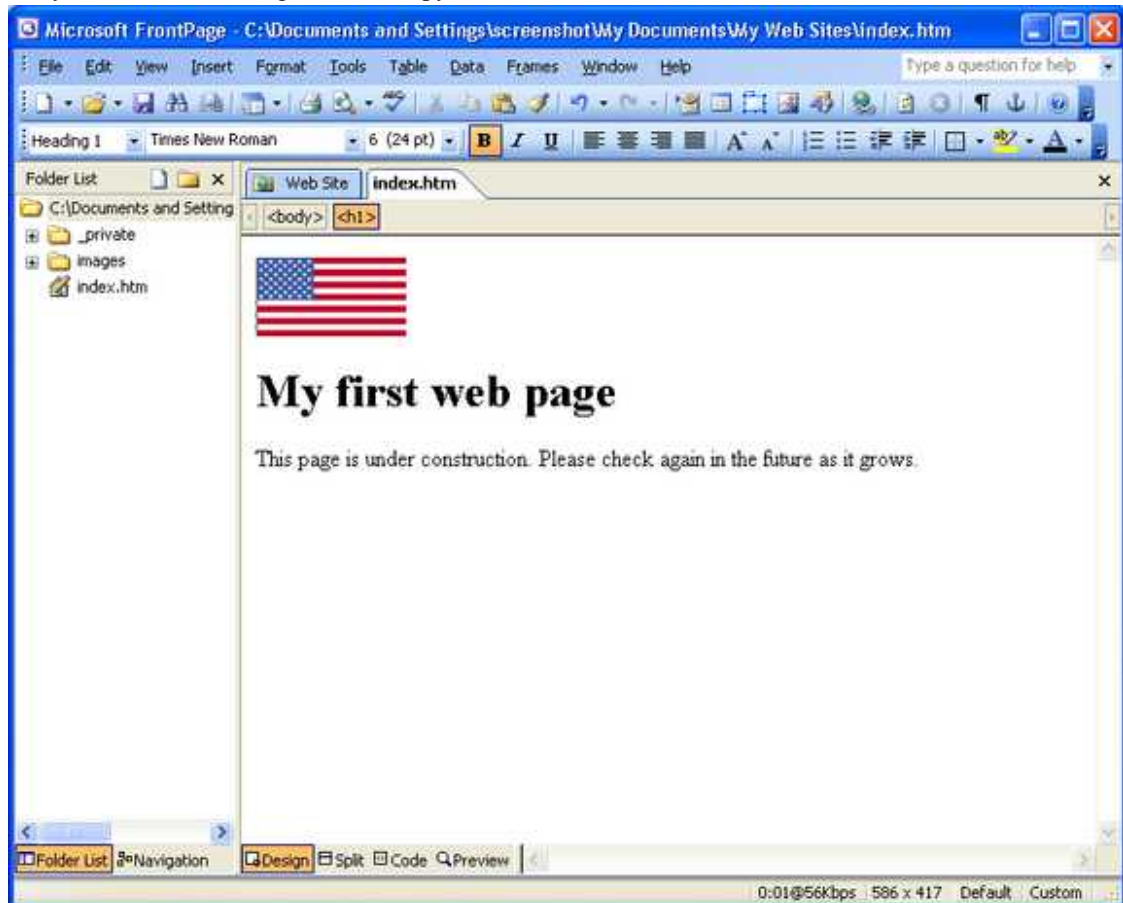 Microsoft FrontPage - C:\Documents and Settings\screenshot\My Documents\My Web Sites\index.htm
File Edit View Insert Format Tools Table Data Frames Window Help Type a question for help
Heading 1 Times New Roman 6 (24 pt) B I U A A A
Folder List Web Site index.htm
C:\Documents and Setting <body> <h1>
_private
images
index.htm
My first web page
This page is under construction. Please check again in the future as it grows.
Folder List Navigation Design Split Code Preview
0:01@56Kbps 586 x 417 Default Custom